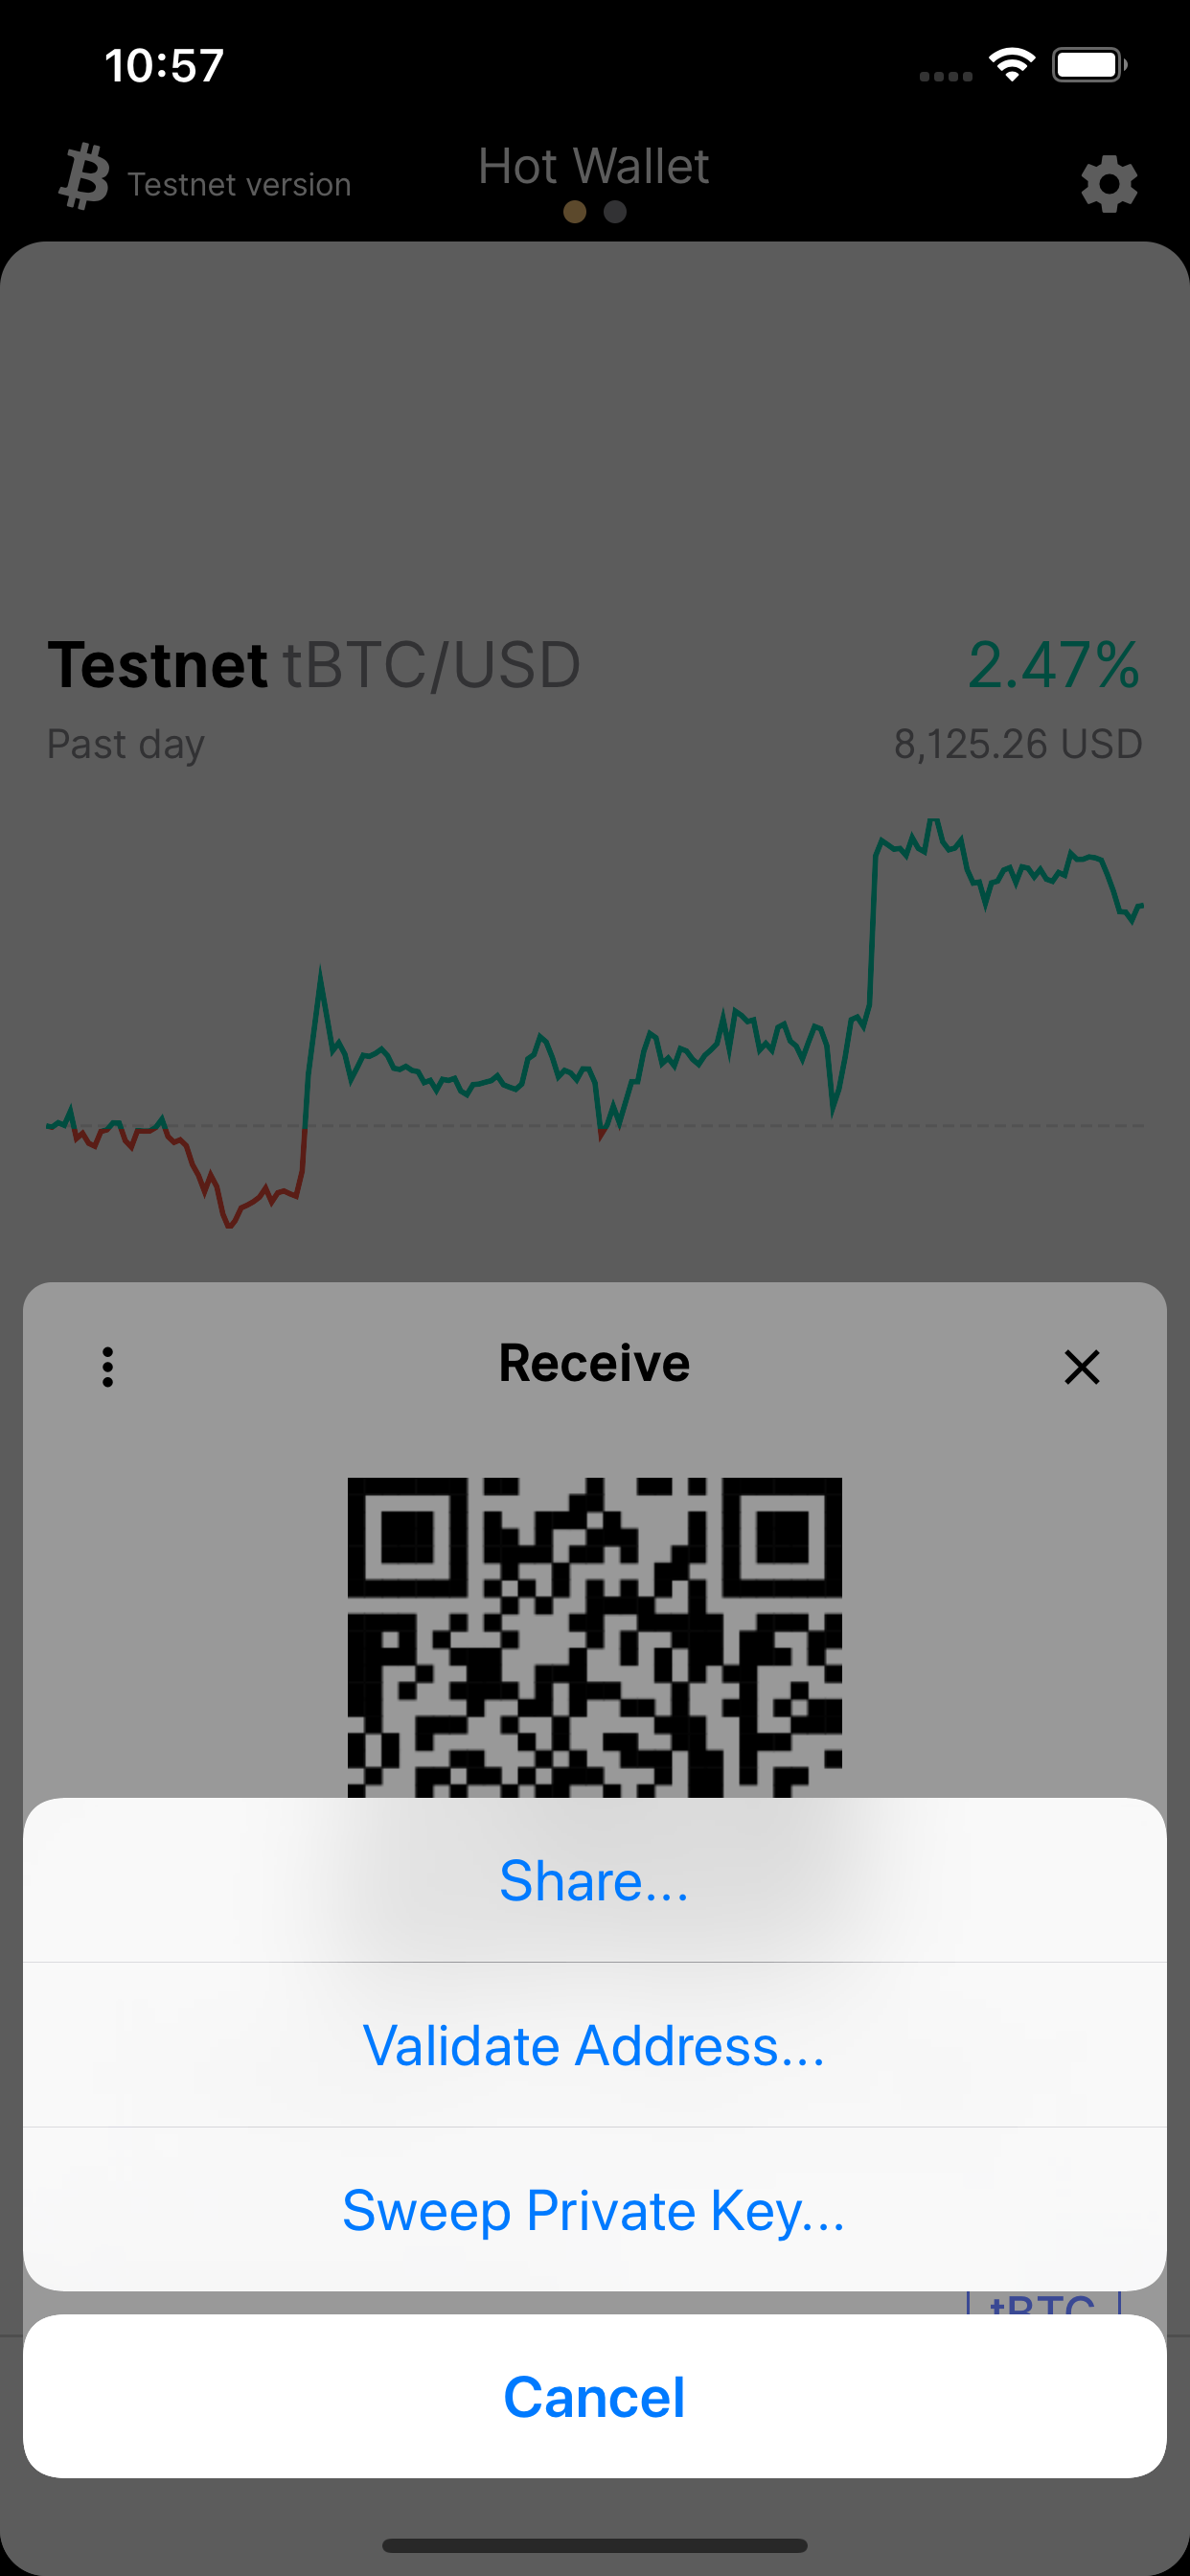 10:57
Testnet version
Hot Wallet
Testnet tBTC/USD
2.47%
Past day
8,125.26 USD
Receive
Share...
Validate Address...
Sweep Private Key...
tBTC
Cancel